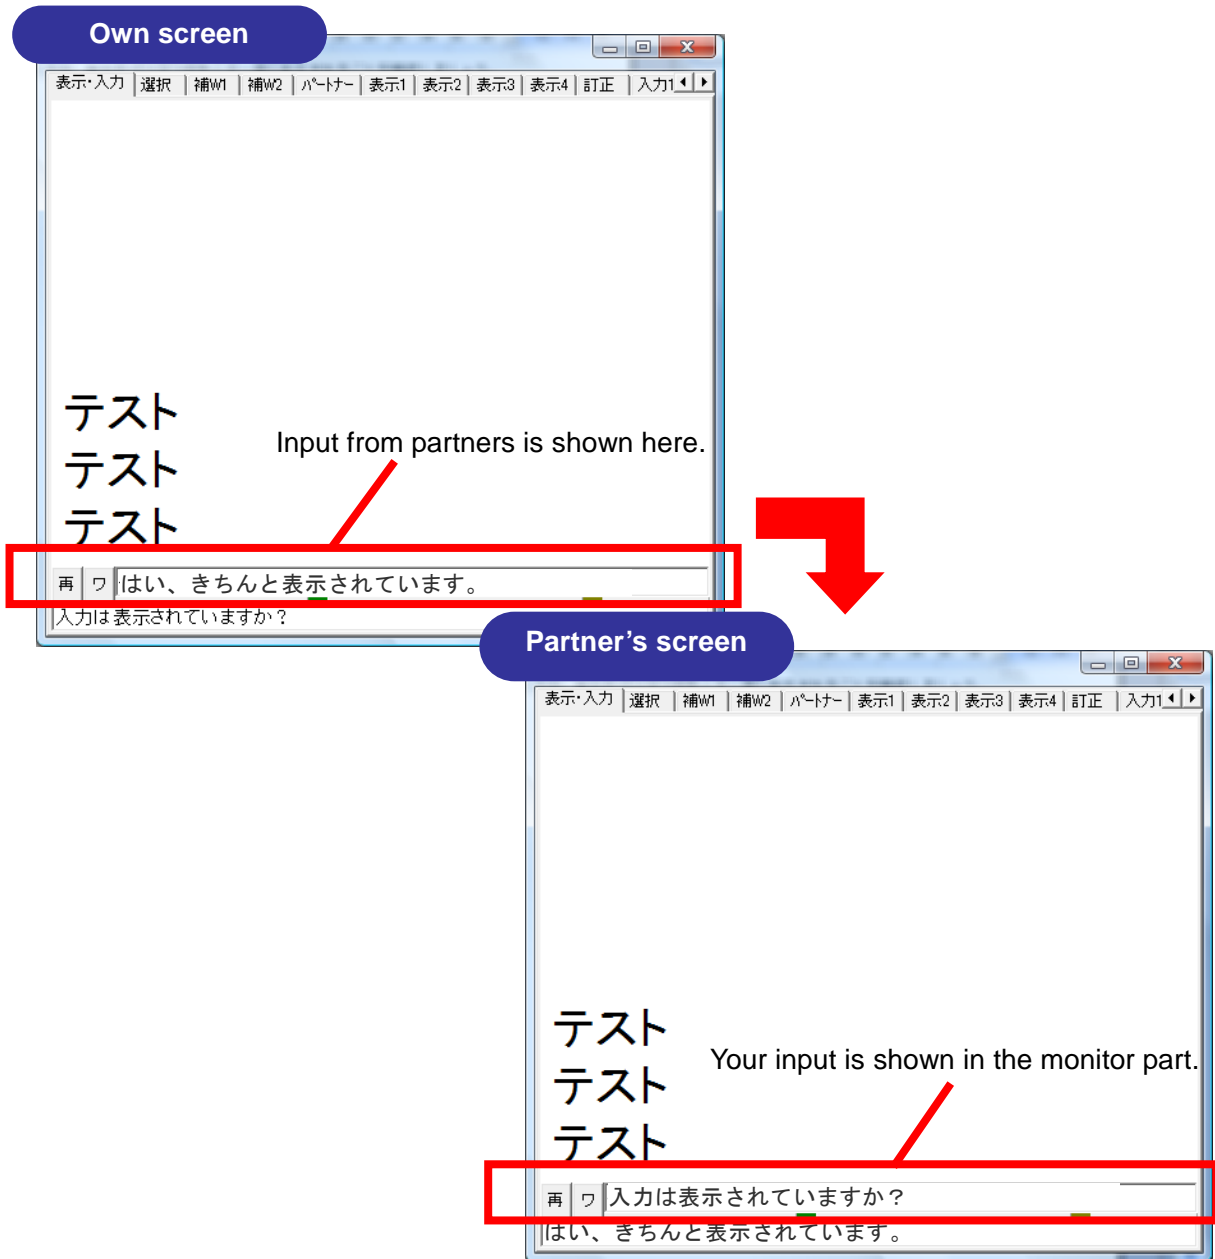 Own screen
表示・入力 選択 補W1 補W2 パートナー 表示1 表示2 表示3 表示4 訂正 入力1
テスト
Input from partners is shown here.
テスト
テスト
再 ワ はい、きちんと表示されています。
入力は表示されていますか？
Partner's screen
表示・入力 選択 補W1 補W2 パートナー 表示1 表示2 表示3 表示4 訂正 入力1
テスト
Your input is shown in the monitor part.
テスト
テスト
再 ワ 入力は表示されていますか？
はい、きちんと表示されています。